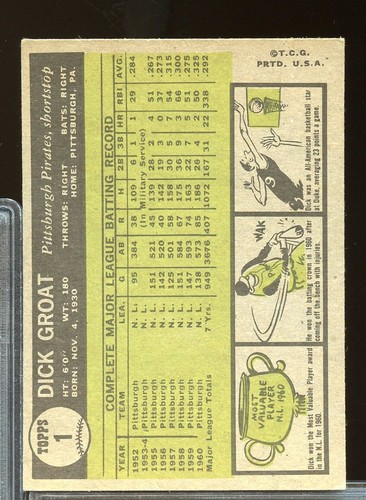 TOPPS
1
DICK GROAT
Pittsburgh Pirates, shortstop
HT: 6'0" WT: 180 THROWS: RIGHT BATS: RIGHT
BORN: NOV. 4, 1930 HOME: PITTSBURGH, PA.
COMPLETE MAJOR LEAGUE BATTING RECORD
YEAR TEAM LEA. G AB R H 2B 3B HR RBI AVG.
1952 Pittsburgh N. L. 95 384 38 109 6 1 1 29 .284
1953-4 Pittsburgh (In Military Service)
1955 Pittsburgh N. L. 151 521 45 139 28 2 4 51 .267
1956 Pittsburgh N. L. 142 520 40 142 19 3 0 37 .273
1957 Pittsburgh N. L. 125 501 58 158 30 5 7 54 .315
1958 Pittsburgh N. L. 151 584 67 175 36 9 3 66 .300
1959 Pittsburgh N. L. 147 593 74 163 22 7 5 51 .275
1960 Pittsburgh N. L. 138 573 85 186 26 4 2 50 .325
Major League Totals 7 Yrs. 949 3676 407 1072 167 31 22 338 .292
MOST
VALUABLE
PLAYER
N.L. 1960
Dick won the Most Valuable Player award
in the N.L. for 1960.
WAK
He won the batting crown in 1960 after
coming off the bench with injuries.
Dick was an All-American basketball star
at Duke, averaging 23 points a game.
©T.C.G.
PRTD. U.S.A.